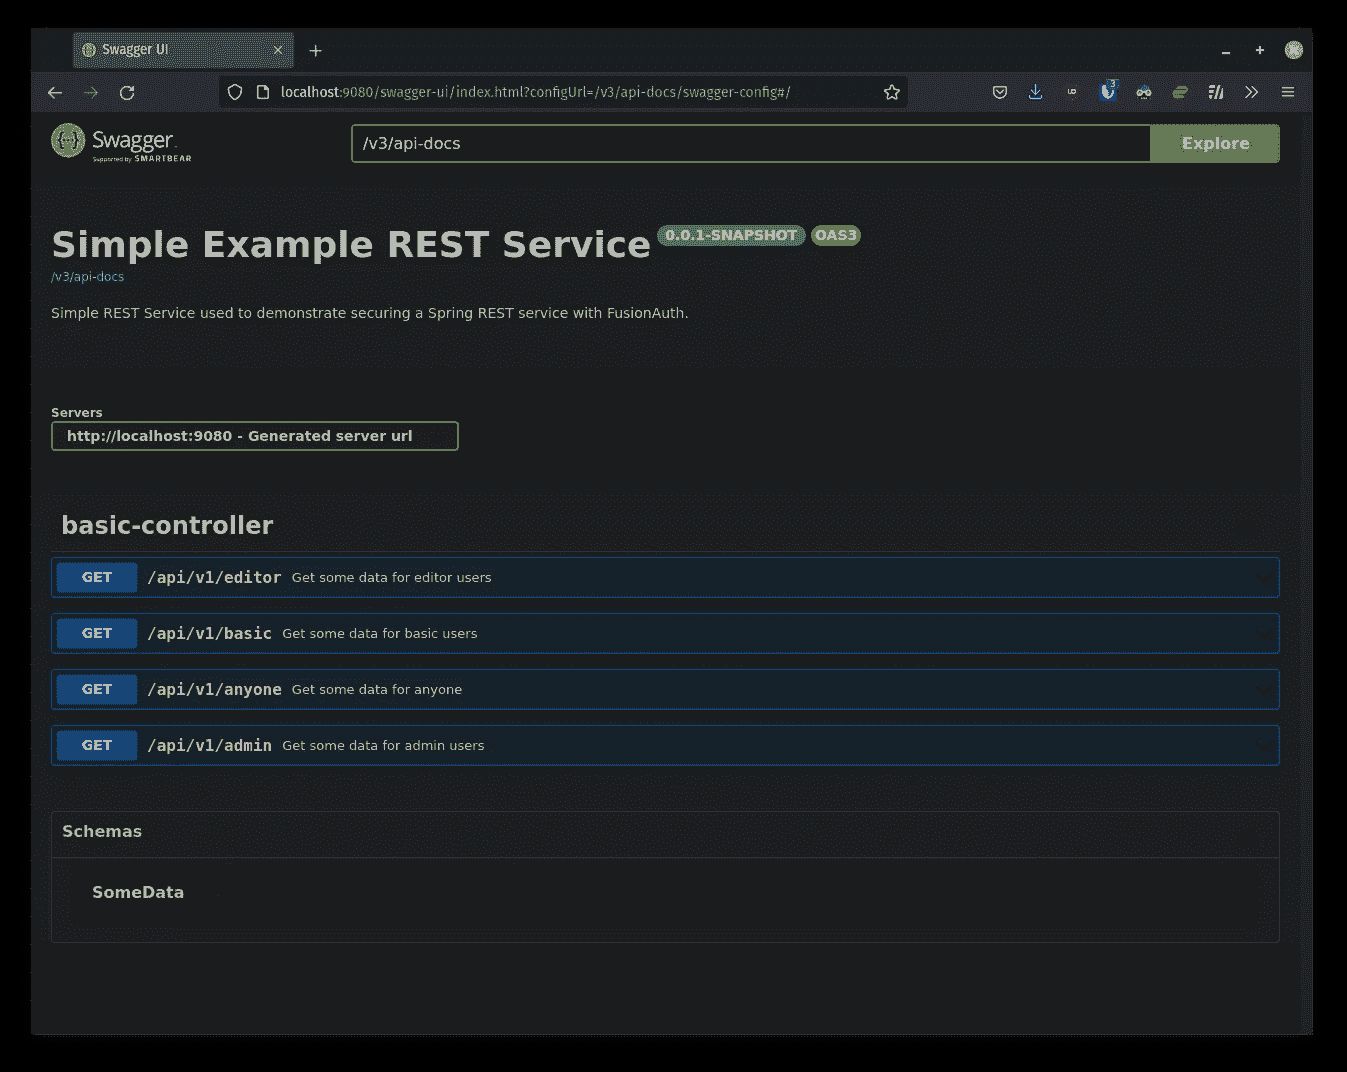 Swagger UI
localhost:9080/swagger-ui/index.html?configUrl=/v3/api-docs/swagger-config#/
3
Swagger.
Supported by SMARTBEAR
/v3/api-docs
Explore
Simple Example REST Service 0.0.1-SNAPSHOT OAS3
/v3/api-docs
Simple REST Service used to demonstrate securing a Spring REST service with FusionAuth.
Servers
http://localhost:9080 - Generated server url
basic-controller
GET /api/v1/editor Get some data for editor users
GET /api/v1/basic Get some data for basic users
GET /api/v1/anyone Get some data for anyone
GET /api/v1/admin Get some data for admin users
Schemas
SomeData